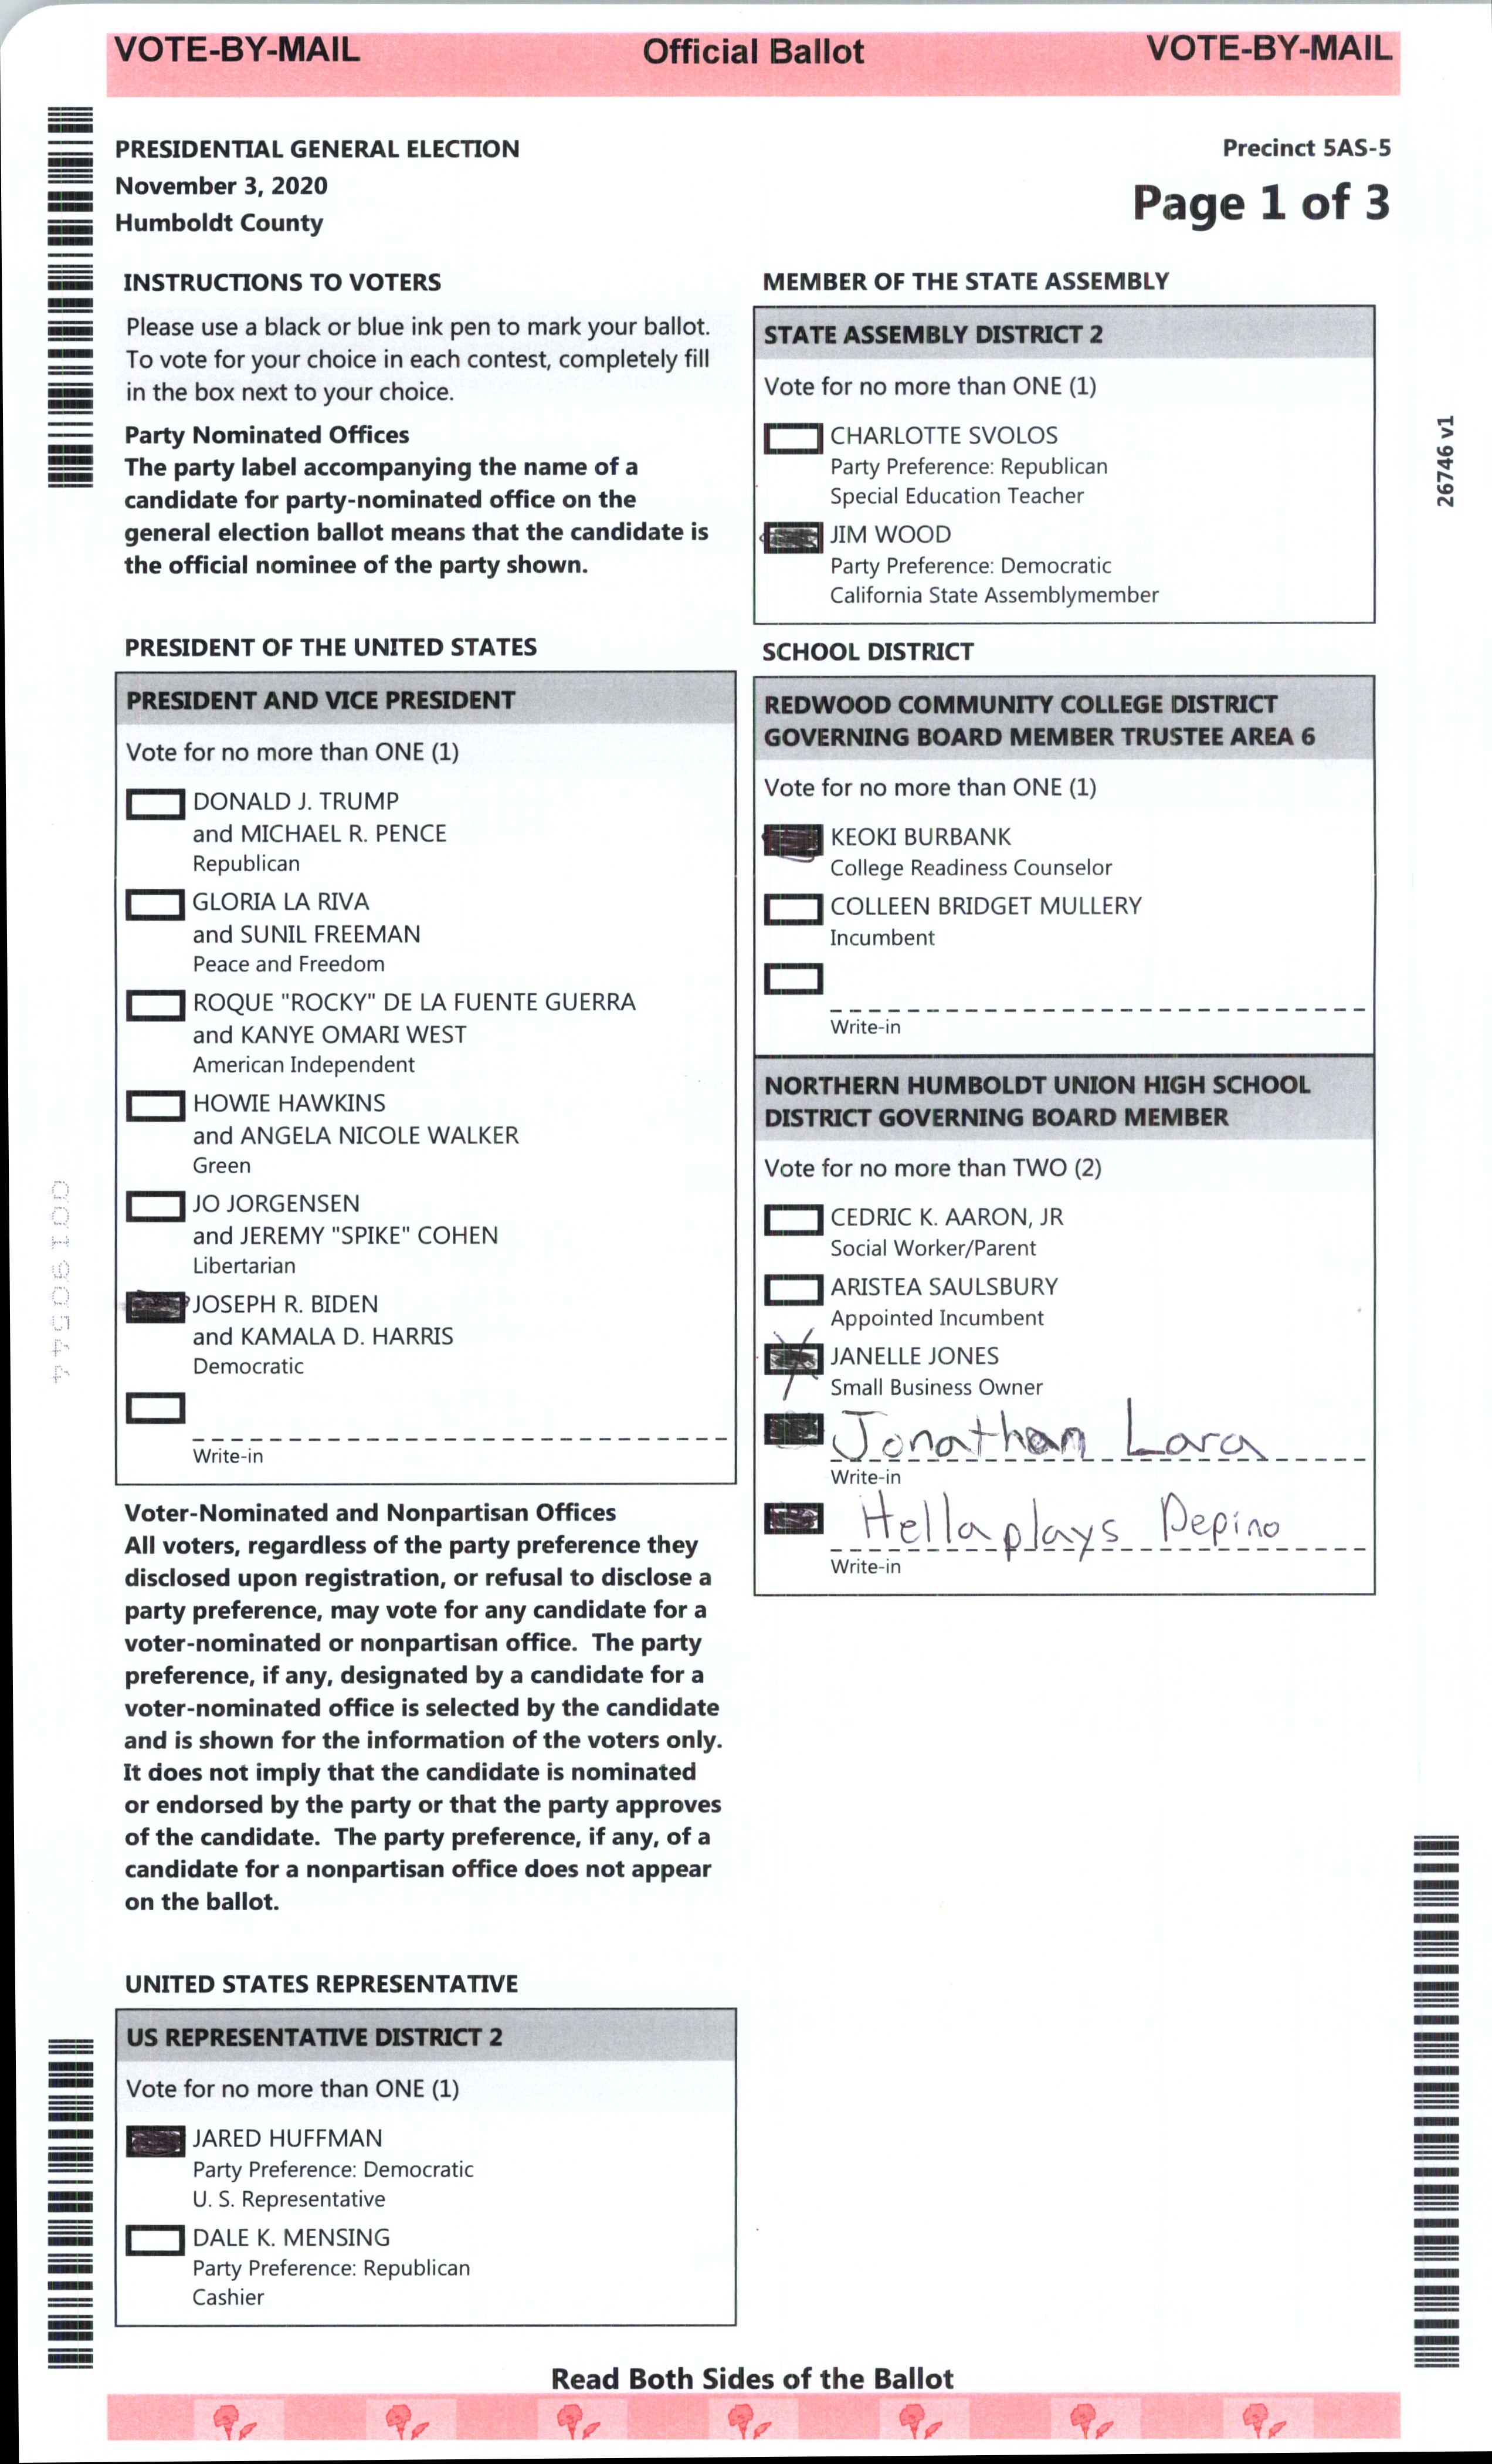 VOTE-BY-MAIL Official Ballot VOTE-BY-MAIL
PRESIDENTIAL GENERAL ELECTION
November 3, 2020
Humboldt County
Precinct 5AS-5
Page 1 of 3
INSTRUCTIONS TO VOTERS
Please use a black or blue ink pen to mark your ballot.
To vote for your choice in each contest, completely fill
in the box next to your choice.
Party Nominated Offices
The party label accompanying the name of a
candidate for party-nominated office on the
general election ballot means that the candidate is
the official nominee of the party shown.
PRESIDENT OF THE UNITED STATES
PRESIDENT AND VICE PRESIDENT
Vote for no more than ONE (1)
DONALD J. TRUMP
and MICHAEL R. PENCE
Republican
GLORIA LA RIVA
and SUNIL FREEMAN
Peace and Freedom
ROQUE "ROCKY" DE LA FUENTE GUERRA
and KANYE OMARI WEST
American Independent
HOWIE HAWKINS
and ANGELA NICOLE WALKER
Green
JO JORGENSEN
and JEREMY "SPIKE" COHEN
Libertarian
JOSEPH R. BIDEN
and KAMALA D. HARRIS
Democratic
Write-in
Voter-Nominated and Nonpartisan Offices
All voters, regardless of the party preference they
disclosed upon registration, or refusal to disclose a
party preference, may vote for any candidate for a
voter-nominated or nonpartisan office. The party
preference, if any, designated by a candidate for a
voter-nominated office is selected by the candidate
and is shown for the information of the voters only.
It does not imply that the candidate is nominated
or endorsed by the party or that the party approves
of the candidate. The party preference, if any, of a
candidate for a nonpartisan office does not appear
on the ballot.
UNITED STATES REPRESENTATIVE
US REPRESENTATIVE DISTRICT 2
Vote for no more than ONE (1)
JARED HUFFMAN
Party Preference: Democratic
U. S. Representative
DALE K. MENSING
Party Preference: Republican
Cashier
MEMBER OF THE STATE ASSEMBLY
STATE ASSEMBLY DISTRICT 2
Vote for no more than ONE (1)
CHARLOTTE SVOLOS
Party Preference: Republican
Special Education Teacher
JIM WOOD
Party Preference: Democratic
California State Assemblymember
SCHOOL DISTRICT
REDWOOD COMMUNITY COLLEGE DISTRICT
GOVERNING BOARD MEMBER TRUSTEE AREA 6
Vote for no more than ONE (1)
KEOKI BURBANK
College Readiness Counselor
COLLEEN BRIDGET MULLERY
Incumbent
Write-in
NORTHERN HUMBOLDT UNION HIGH SCHOOL
DISTRICT GOVERNING BOARD MEMBER
Vote for no more than TWO (2)
CEDRIC K. AARON, JR
Social Worker/Parent
ARISTEA SAULSBURY
Appointed Incumbent
JANELLE JONES
Small Business Owner
Jonathan Lara
Write-in
Hellaplays Depino
Write-in
26746 v1
00190544
Read Both Sides of the Ballot